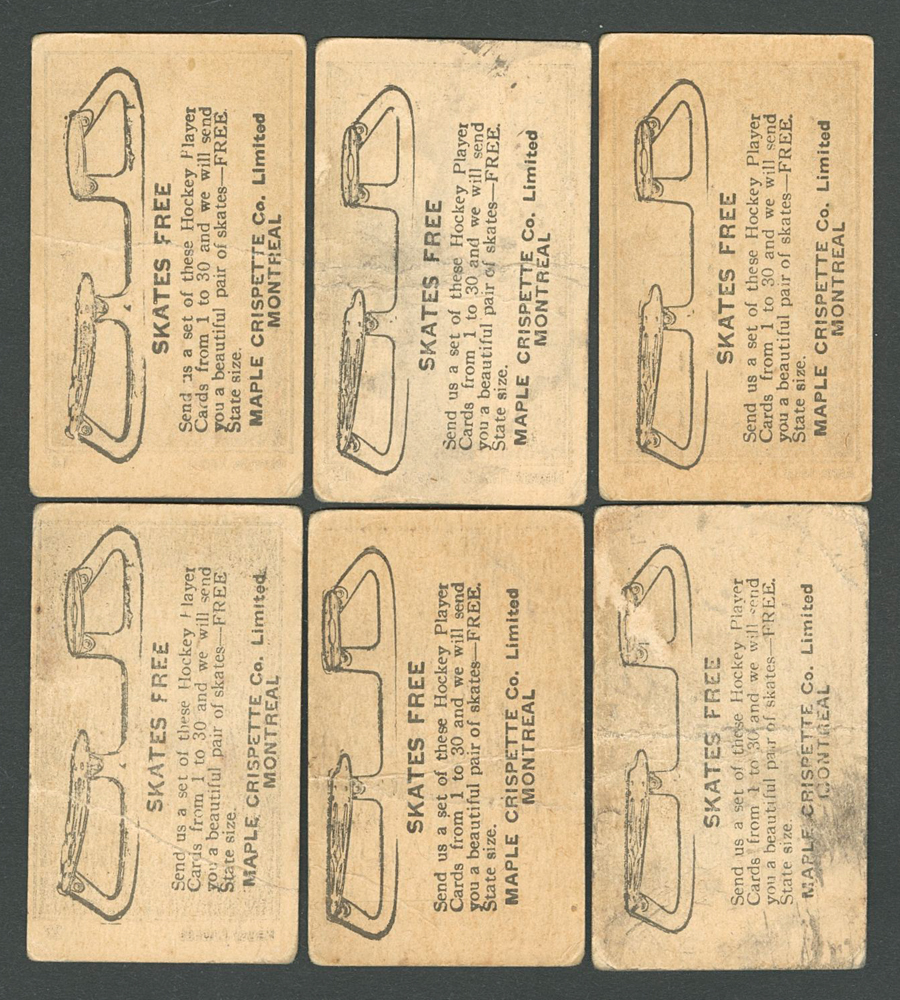 SKATES FREE
Send us a set of these Hockey Player
Cards from 1 to 30 and we will send
you a beautiful pair of skates—FREE.
State size.
MAPLE CRISPETTE Co. Limited
MONTREAL
SKATES FREE
Send us a set of these Hockey Player
Cards from 1 to 30 and we will send
you a beautiful pair of skates—FREE.
State size.
MAPLE CRISPETTE Co. Limited
MONTREAL
SKATES FREE
Send us a set of these Hockey Player
Cards from 1 to 30 and we will send
you a beautiful pair of skates—FREE.
State size.
MAPLE CRISPETTE Co. Limited
MONTREAL
SKATES FREE
Send us a set of these Hockey Player
Cards from 1 to 30 and we will send
you a beautiful pair of skates—FREE
State size.
MAPLE CRISPETTE Co. Limited
MONTREAL
SKATES FREE
Send us a set of these Hockey Player
Cards from 1 to 30 and we will send
you a beautiful pair of skates—FREE.
State size.
MAPLE CRISPETTE Co. Limited
MONTREAL
SKATES FREE
Send us a set of these Hockey Player
Cards from 1 to 30 and we will send
you a beautiful pair of skates—FREE.
State size.
MAPLE CRISPETTE Co. Limited
MONTREAL